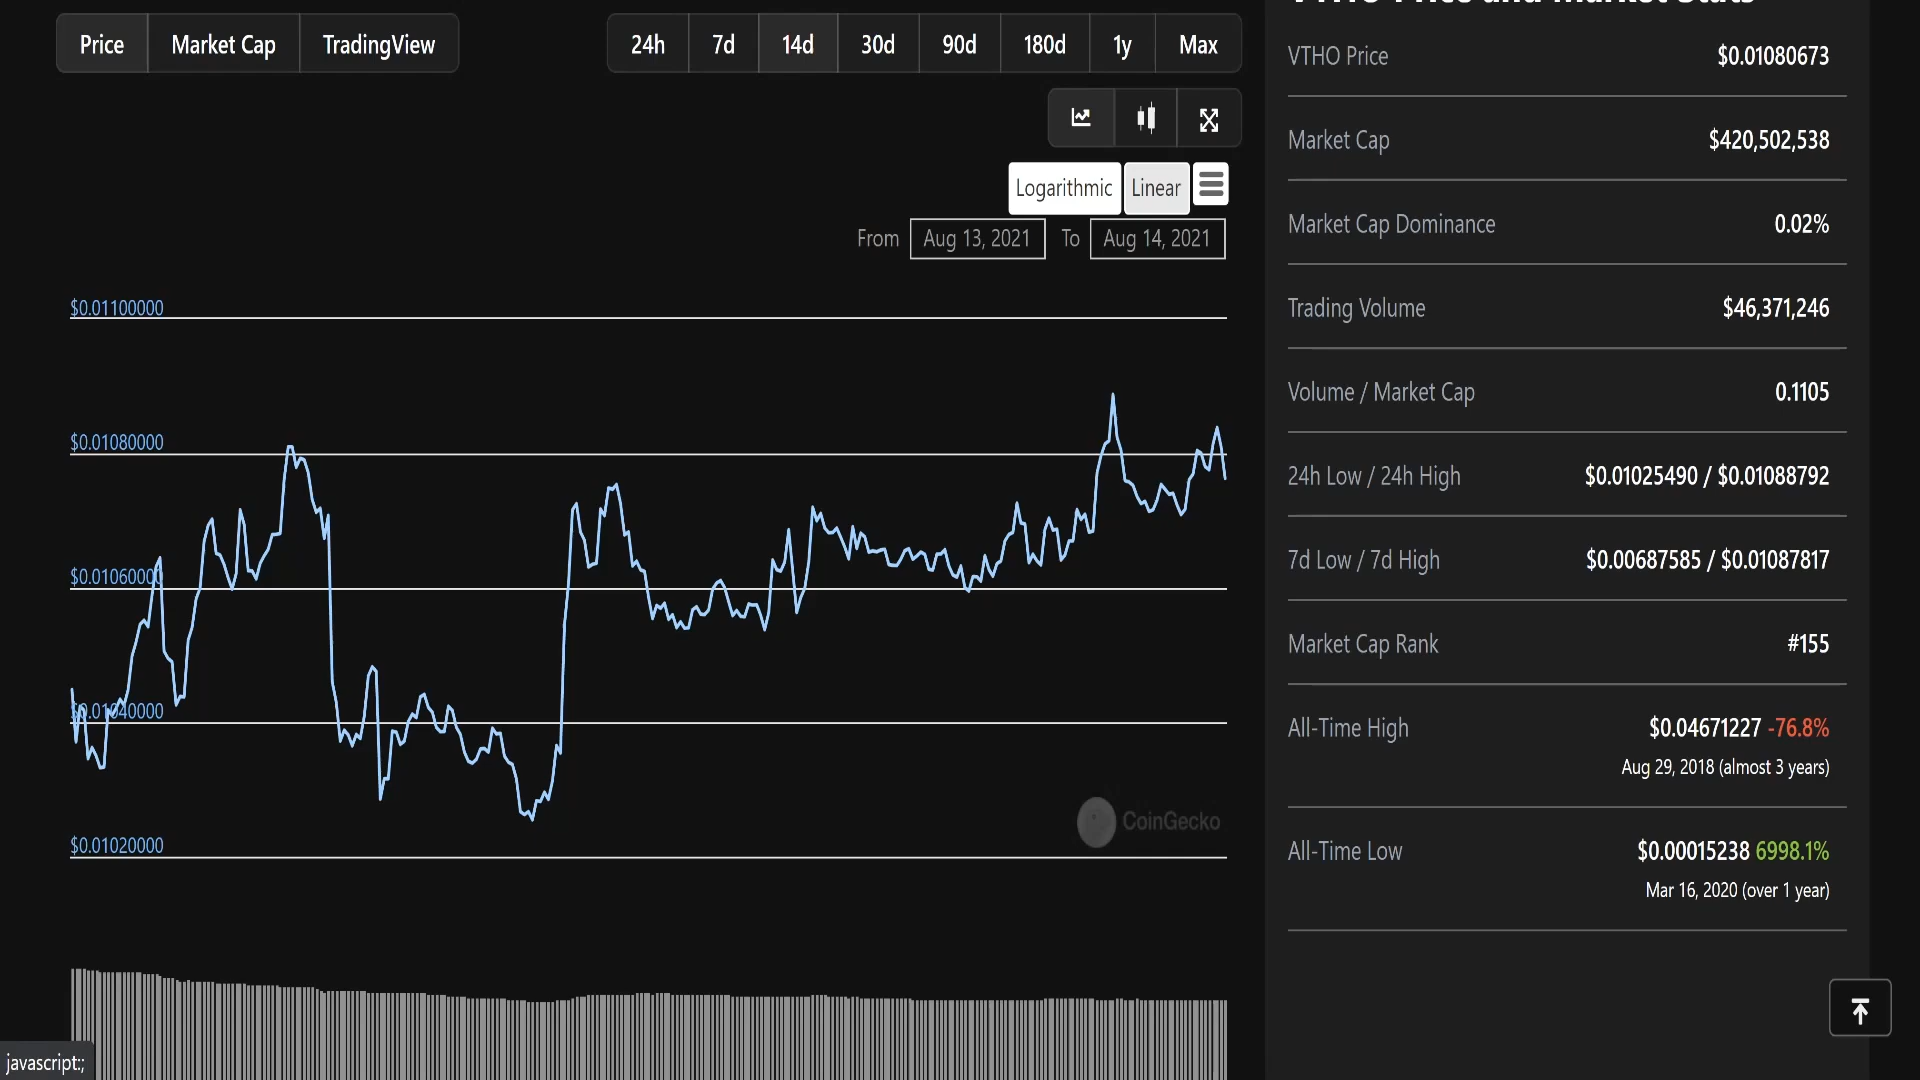 VTHO Price and Market Stats
Price Market Cap TradingView
24h 7d 14d 30d 90d 180d 1y Max
Logarithmic Linear
From Aug 13, 2021 To Aug 14, 2021
$0.01100000
$0.01080000
$0.01060000
$0.01040000
$0.01020000
CoinGecko
VTHO Price $0.01080673
Market Cap $420,502,538
Market Cap Dominance 0.02%
Trading Volume $46,371,246
Volume / Market Cap 0.1105
24h Low / 24h High $0.01025490 / $0.01088792
7d Low / 7d High $0.00687585 / $0.01087817
Market Cap Rank #155
All-Time High $0.04671227 -76.8%
Aug 29, 2018 (almost 3 years)
All-Time Low $0.00015238 6998.1%
Mar 16, 2020 (over 1 year)
javascript:;